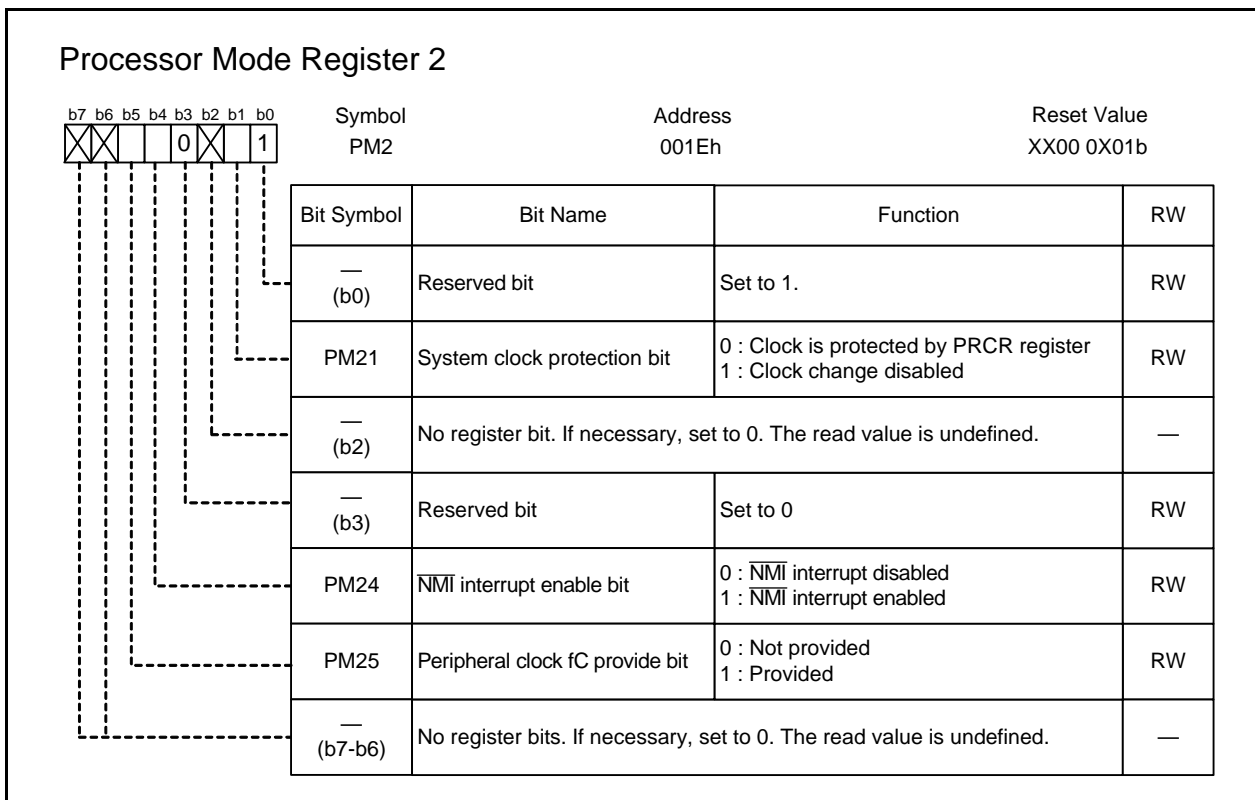 Processor Mode Register 2
b7 b6 b5 b4 b3 b2 b1 b0
0 1
Symbol Address Reset Value
PM2 001Eh XX00 0X01b
Bit Symbol Bit Name Function RW
—
(b0) Reserved bit Set to 1. RW
PM21 System clock protection bit 0 : Clock is protected by PRCR register
1 : Clock change disabled RW
—
(b2) No register bit. If necessary, set to 0. The read value is undefined. —
—
(b3) Reserved bit Set to 0 RW
PM24 N̅M̅I̅ interrupt enable bit 0 : N̅M̅I̅ interrupt disabled
1 : N̅M̅I̅ interrupt enabled RW
PM25 Peripheral clock fC provide bit 0 : Not provided
1 : Provided RW
—
(b7-b6) No register bits. If necessary, set to 0. The read value is undefined. —